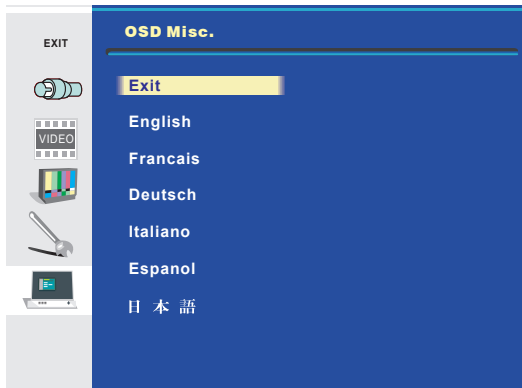 EXIT
OSD Misc.
VIDEO
Exit
English
Francais
Deutsch
Italiano
Espanol
日 本 語